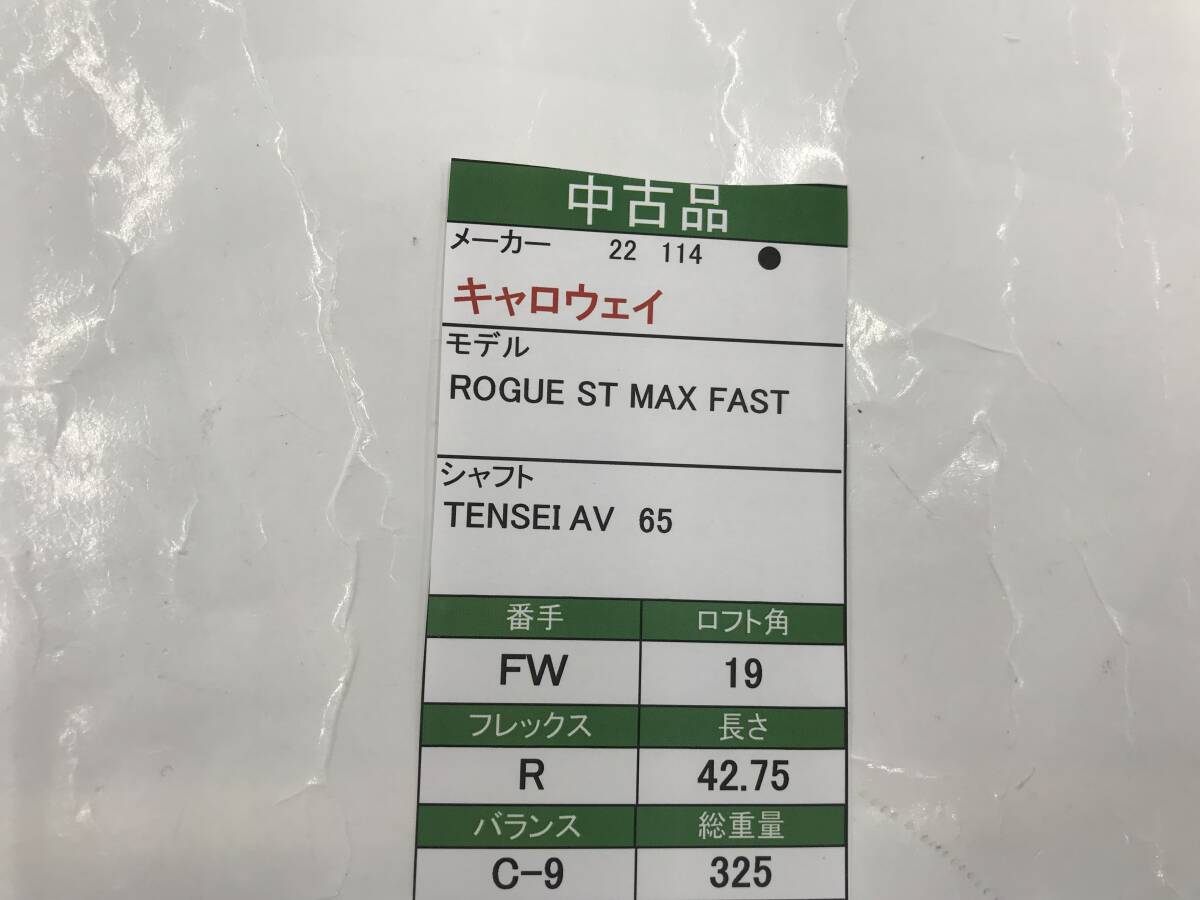 中古品
メーカー 22 114 ●
キャロウェイ
モデル
ROGUE ST MAX FAST
シャフト
TENSEI AV 65
番手 ロフト角
FW 19
フレックス 長さ
R 42.75
バランス 総重量
C-9 325